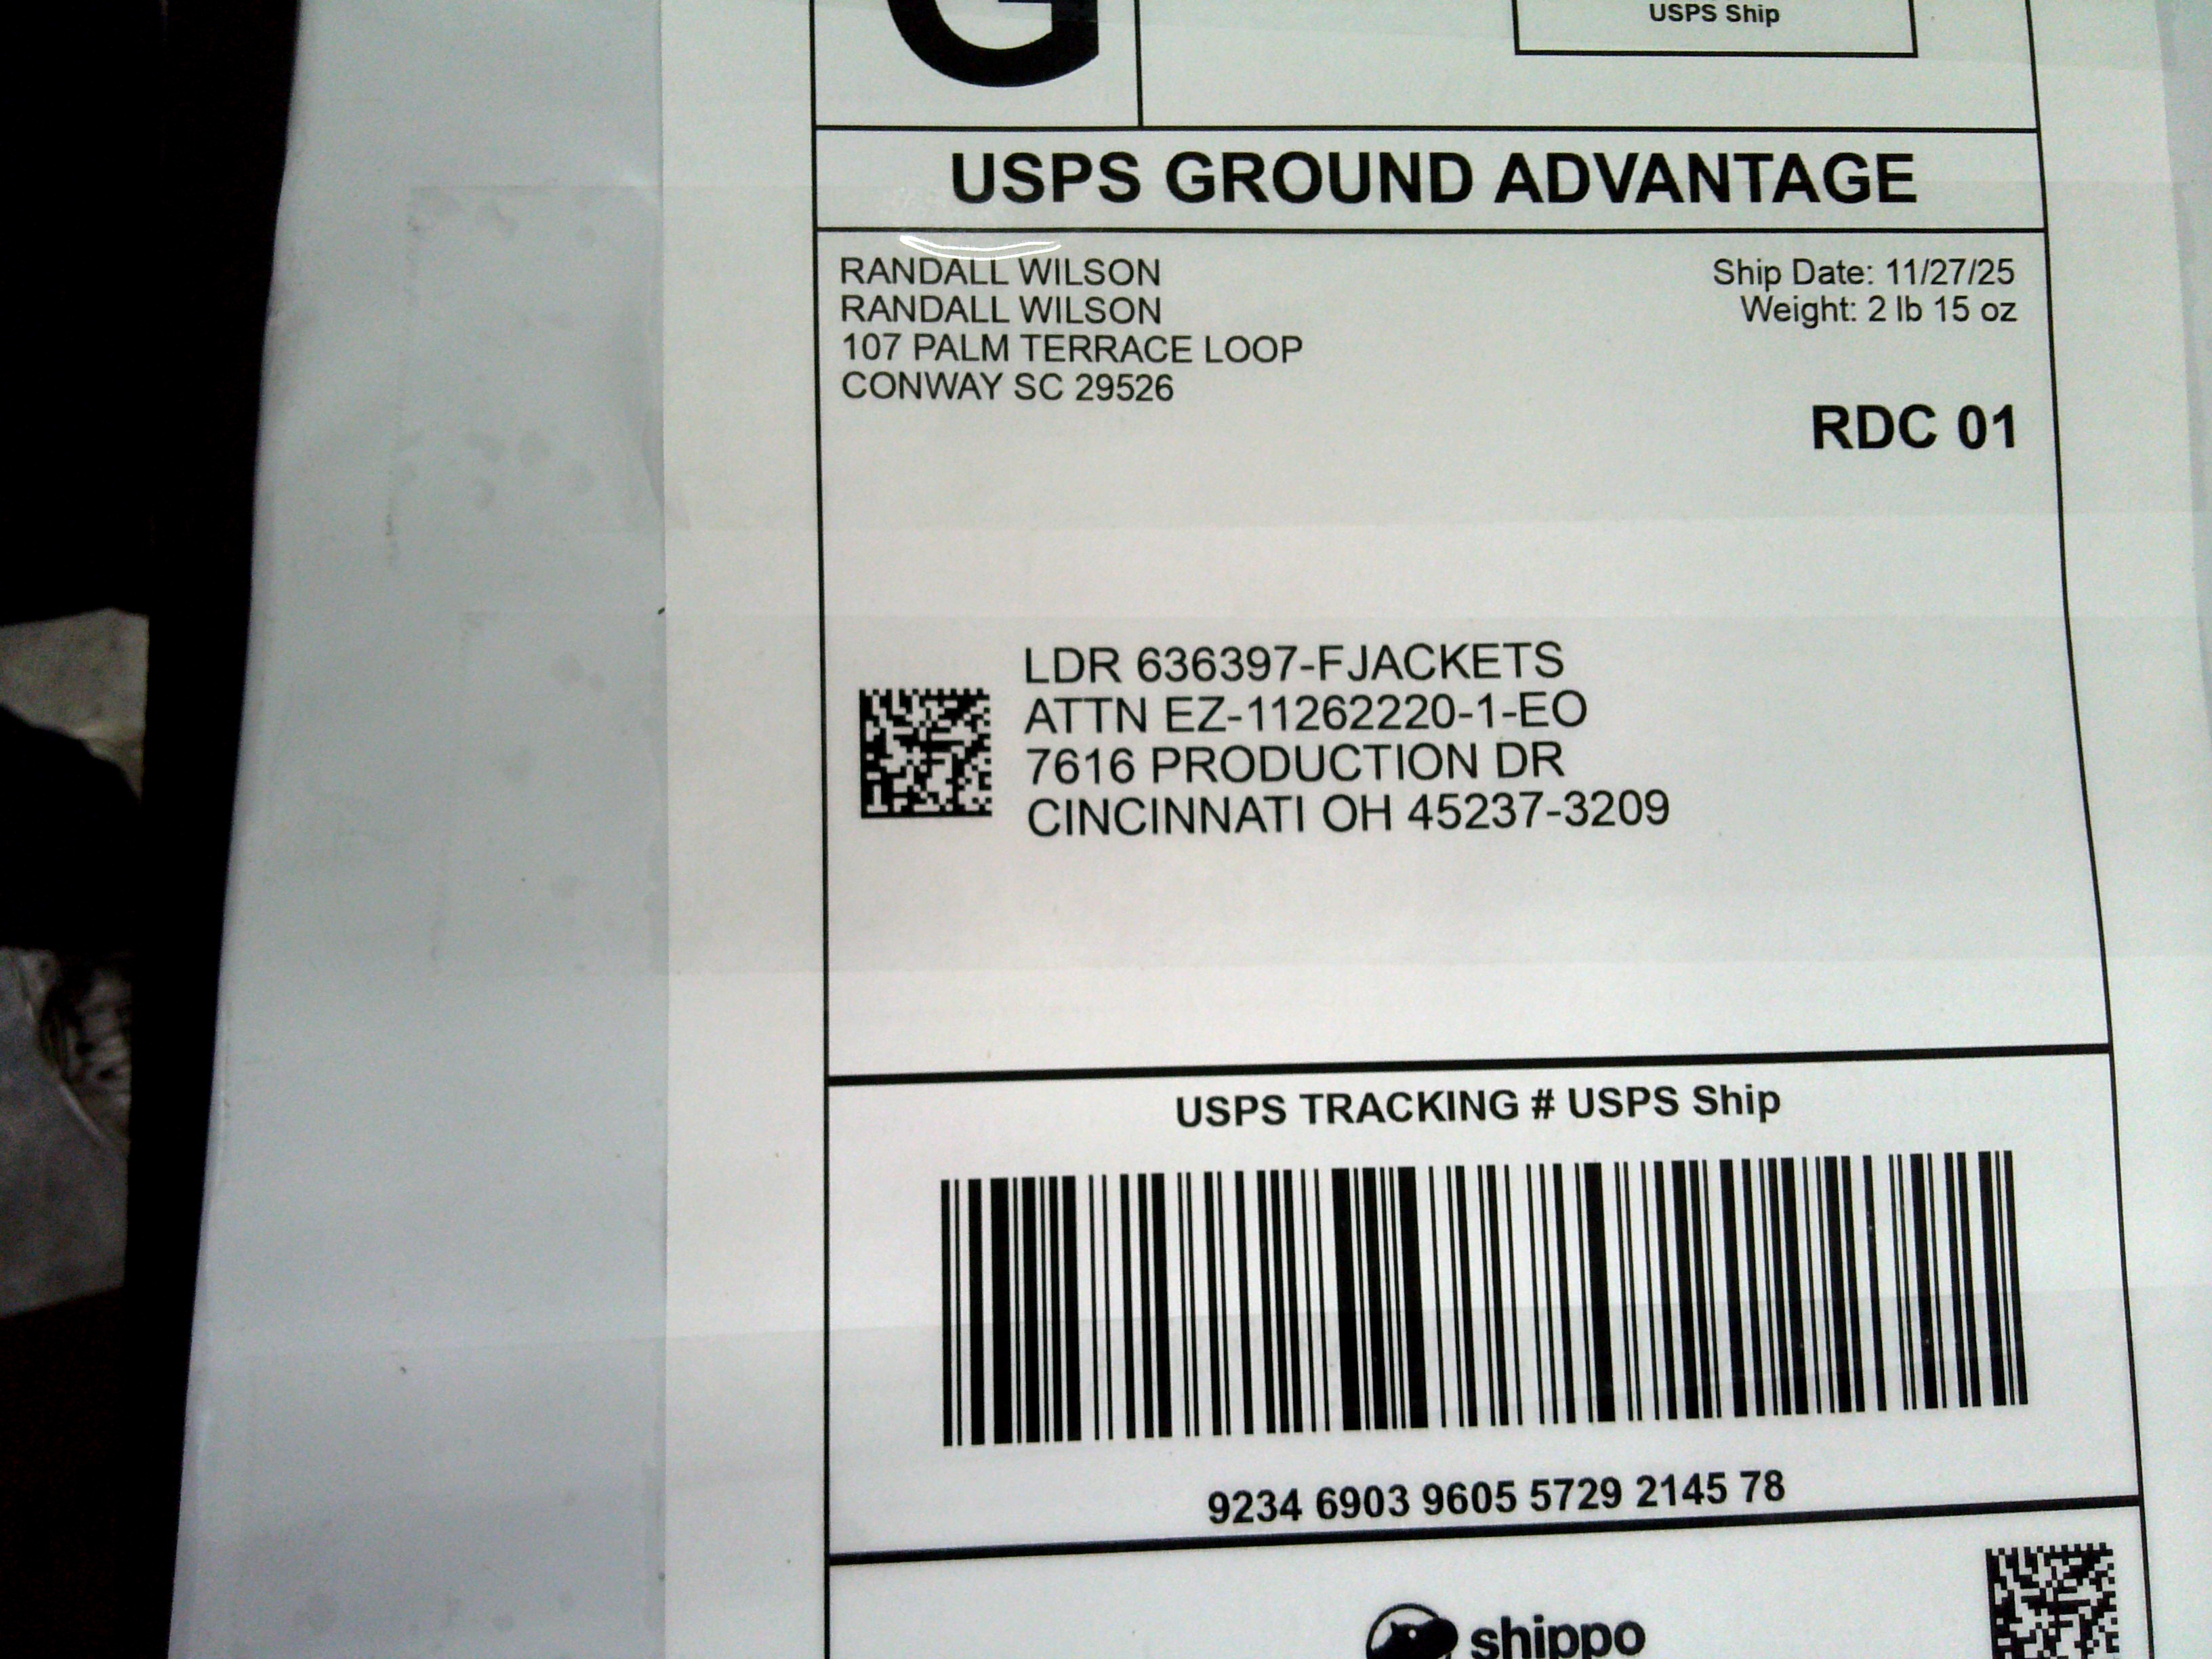 G
USPS Ship
USPS GROUND ADVANTAGE
RANDALL WILSON
RANDALL WILSON
107 PALM TERRACE LOOP
CONWAY SC 29526
Ship Date: 11/27/25
Weight: 2 lb 15 oz
RDC 01
LDR 636397-FJACKETS
ATTN EZ-11262220-1-EO
7616 PRODUCTION DR
CINCINNATI OH 45237-3209
USPS TRACKING # USPS Ship
9234 6903 9605 5729 2145 78
shippo